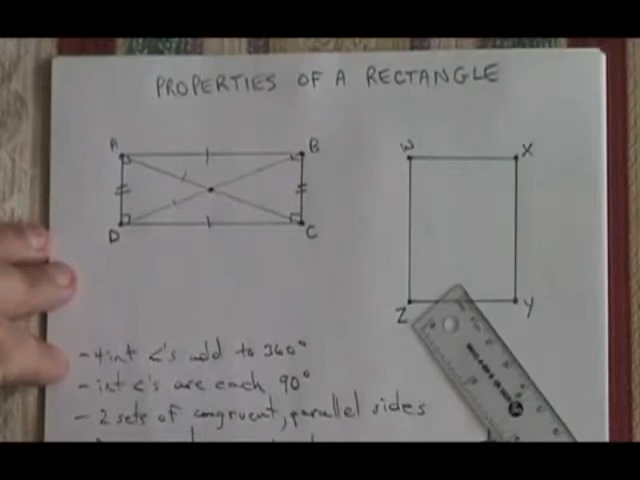 PROPERTIES OF A RECTANGLE
A B
W X
D C
Z Y
-4 int <'s add to 360°
-int <'s are each 90°
- 2 sets of congruent, parallel sides